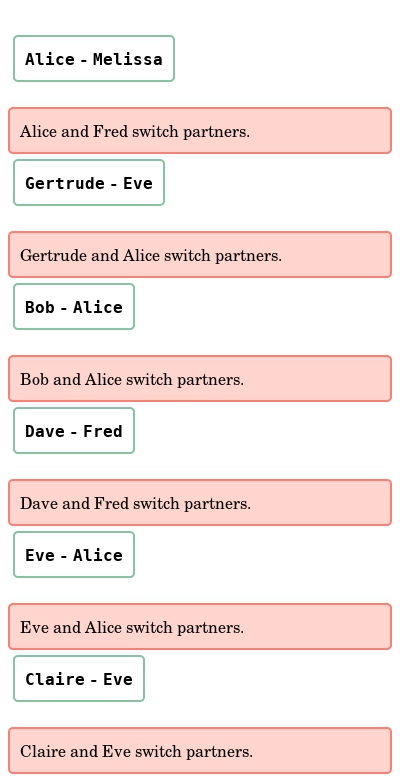 Alice - Melissa
Alice and Fred switch partners.
Gertrude - Eve
Gertrude and Alice switch partners.
Bob - Alice
Bob and Alice switch partners.
Dave - Fred
Dave and Fred switch partners.
Eve - Alice
Eve and Alice switch partners.
Claire - Eve
Claire and Eve switch partners.